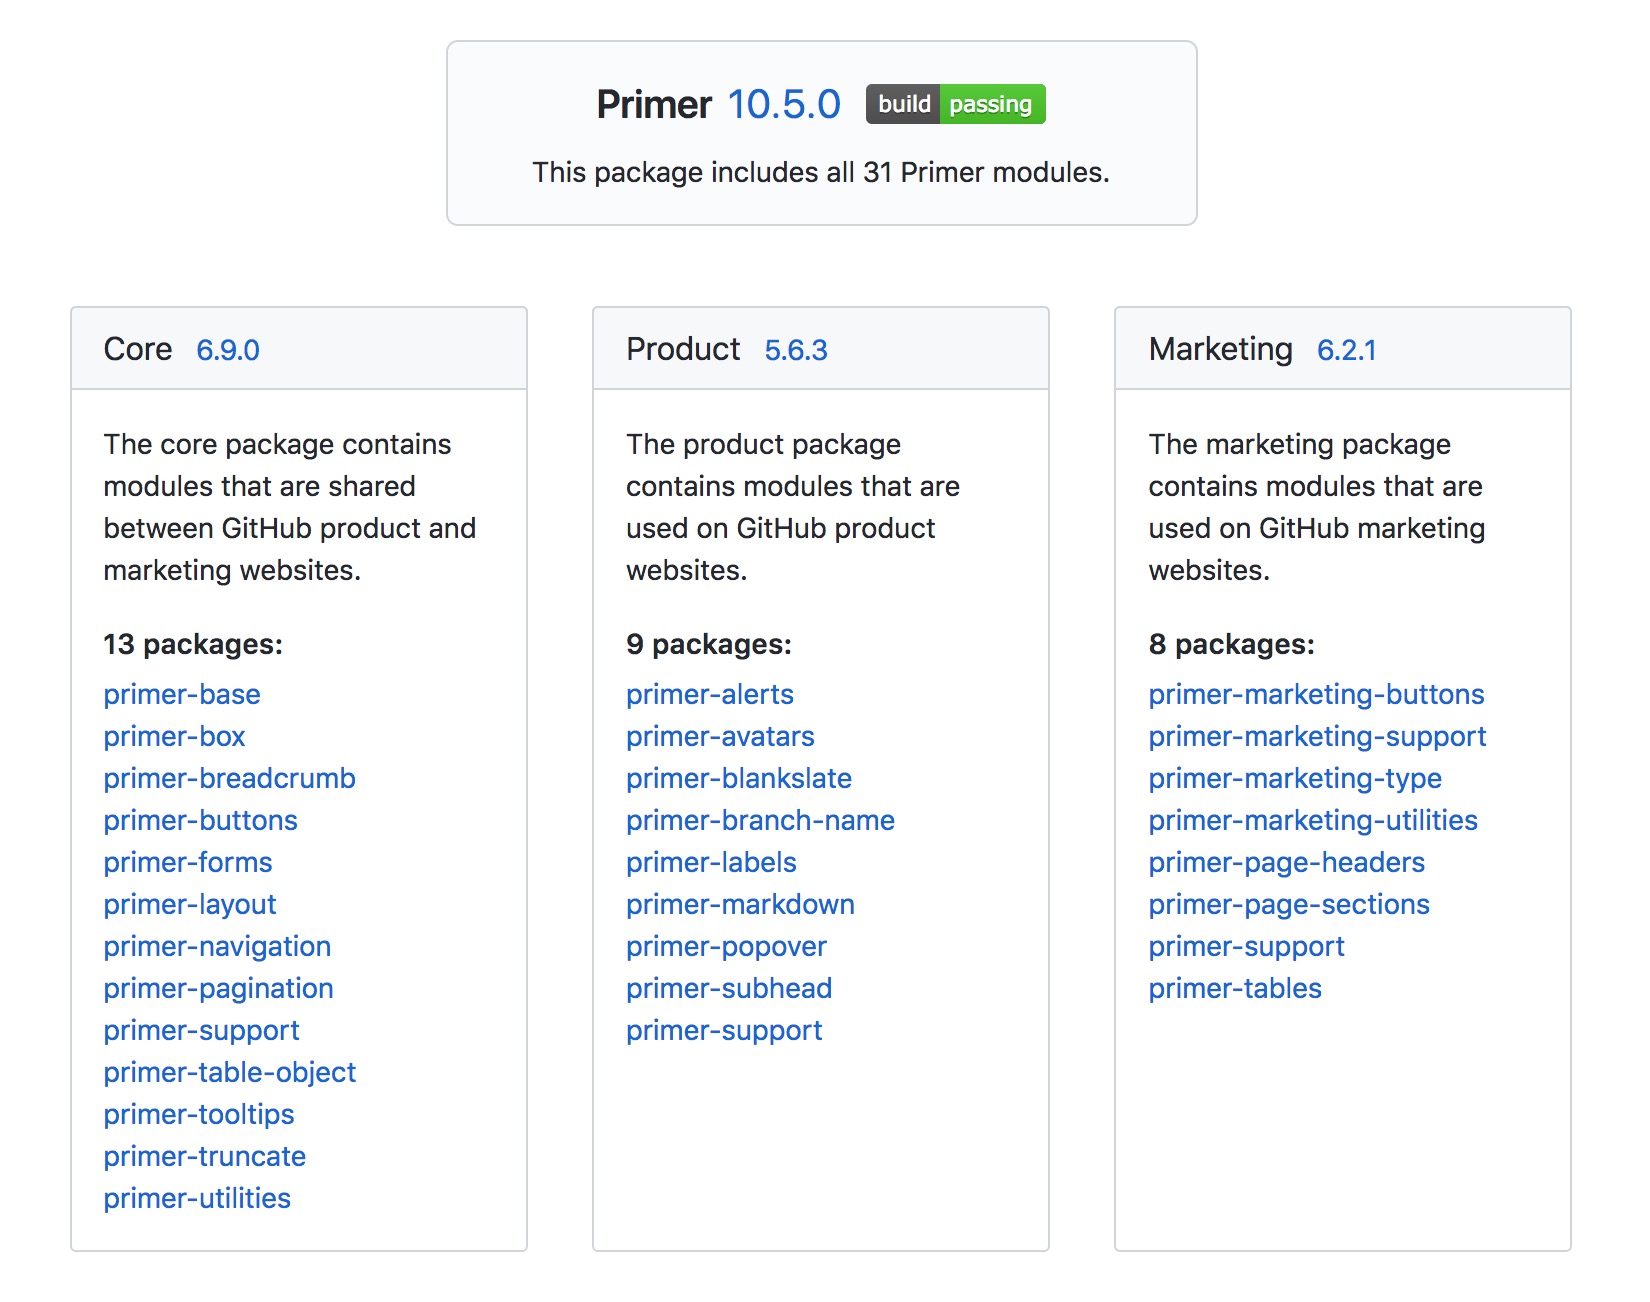 Primer 10.5.0 build passing
This package includes all 31 Primer modules.
Core 6.9.0
The core package contains
modules that are shared
between GitHub product and
marketing websites.
13 packages:
primer-base
primer-box
primer-breadcrumb
primer-buttons
primer-forms
primer-layout
primer-navigation
primer-pagination
primer-support
primer-table-object
primer-tooltips
primer-truncate
primer-utilities
Product 5.6.3
The product package
contains modules that are
used on GitHub product
websites.
9 packages:
primer-alerts
primer-avatars
primer-blankslate
primer-branch-name
primer-labels
primer-markdown
primer-popover
primer-subhead
primer-support
Marketing 6.2.1
The marketing package
contains modules that are
used on GitHub marketing
websites.
8 packages:
primer-marketing-buttons
primer-marketing-support
primer-marketing-type
primer-marketing-utilities
primer-page-headers
primer-page-sections
primer-support
primer-tables